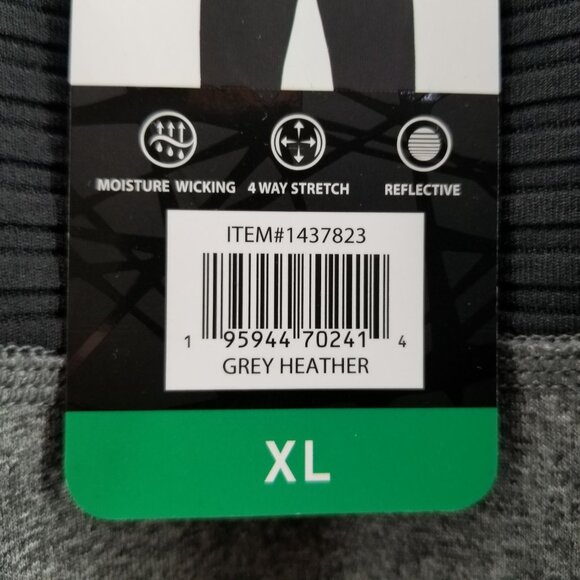 MOISTURE WICKING 4 WAY STRETCH REFLECTIVE
ITEM#1437823
1 95944 70241 4
GREY HEATHER
XL